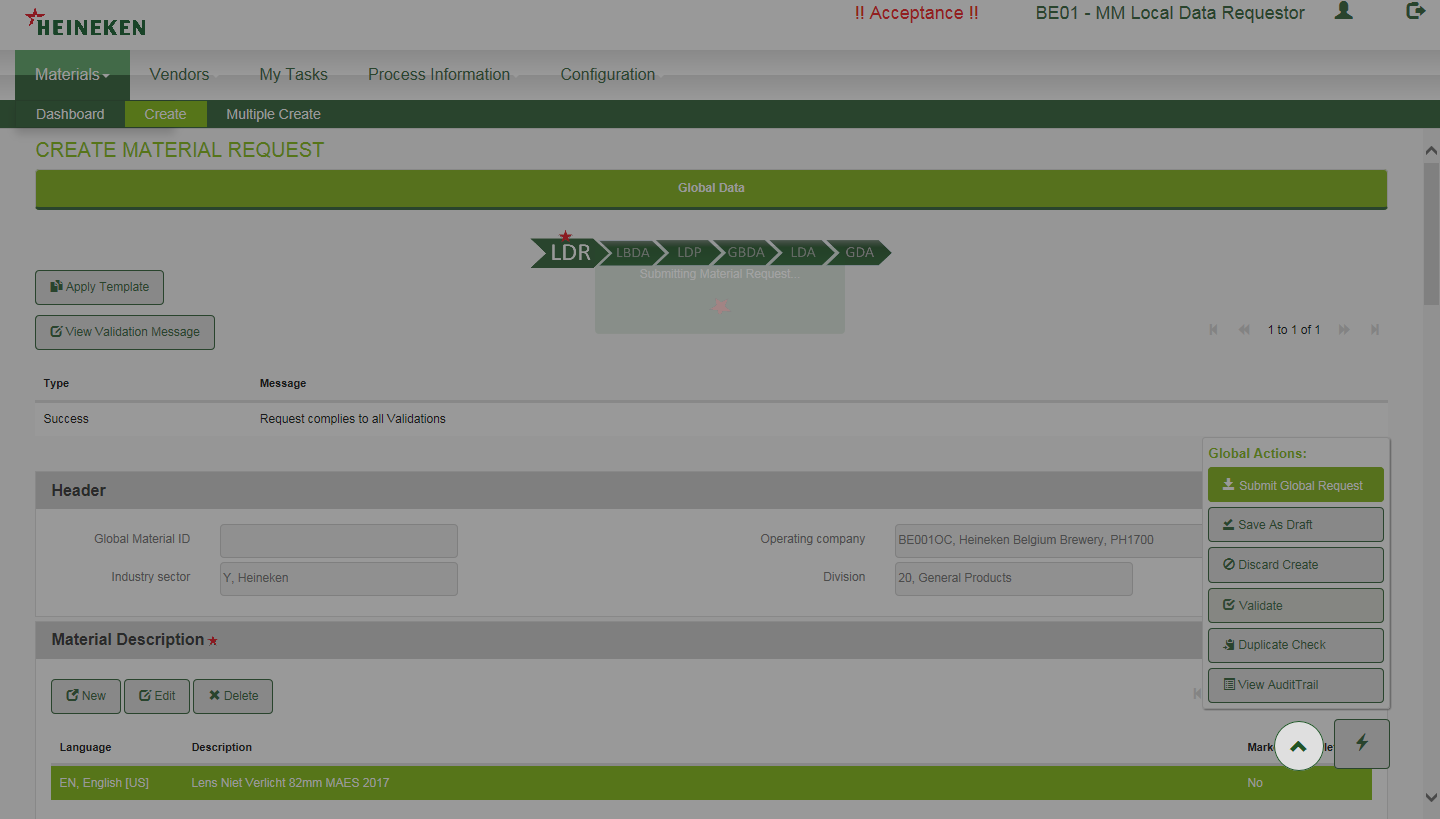 HEINEKEN
!! Acceptance !!
BE01 - MM Local Data Requestor
Materials
Vendors
My Tasks
Process Information
Configuration
Dashboard
Create
Multiple Create
CREATE MATERIAL REQUEST
Global Data
LDR
LBDA
LDP
GBDA
LDA
GDA
Submitting Material Request...
Apply Template
View Validation Message
1 to 1 of 1
Type Message
Success Request complies to all Validations
Global Actions:
Submit Global Request
Save As Draft
Discard Create
Validate
Duplicate Check
View AuditTrail
Header
Global Material ID
Operating company BE001OC, Heineken Belgium Brewery, PH1700
Industry sector Y, Heineken
Division 20, General Products
Material Description
New Edit Delete
Language Description
EN, English [US] Lens Niet Verlicht 82mm MAES 2017 No